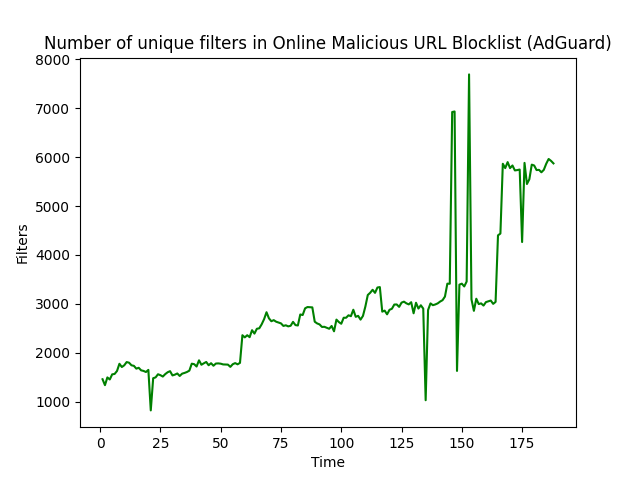 Number of unique filters in Online Malicious URL Blocklist (AdGuard)
8000
7000
6000
5000
4000
3000
2000
1000
Filters
0 25 50 75 100 125 150 175
Time